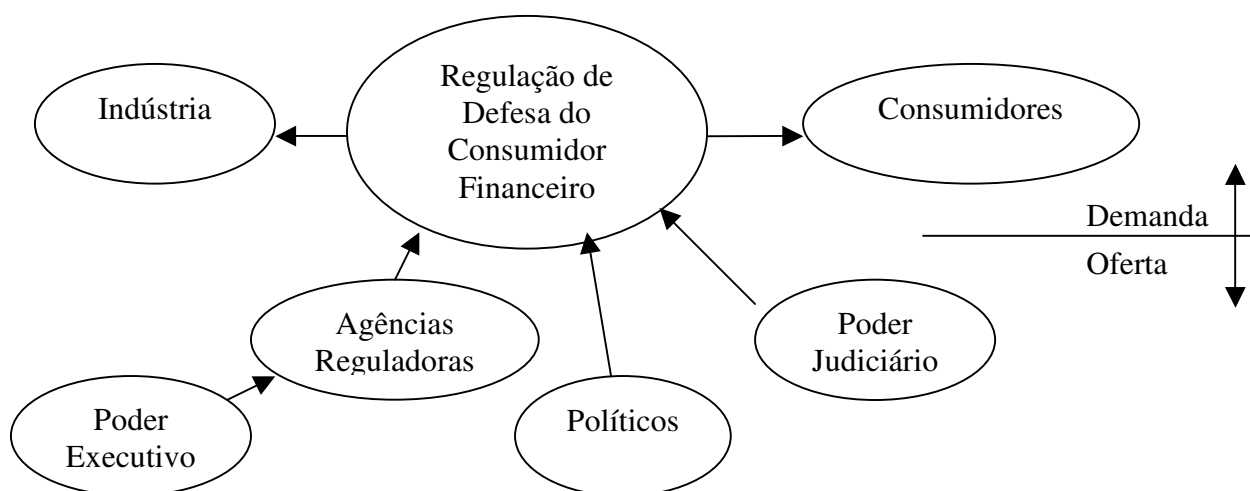 Indústria
Regulação de
Defesa do
Consumidor
Financeiro
Consumidores
Demanda
Oferta
Agências
Reguladoras
Poder
Judiciário
Poder
Executivo
Políticos